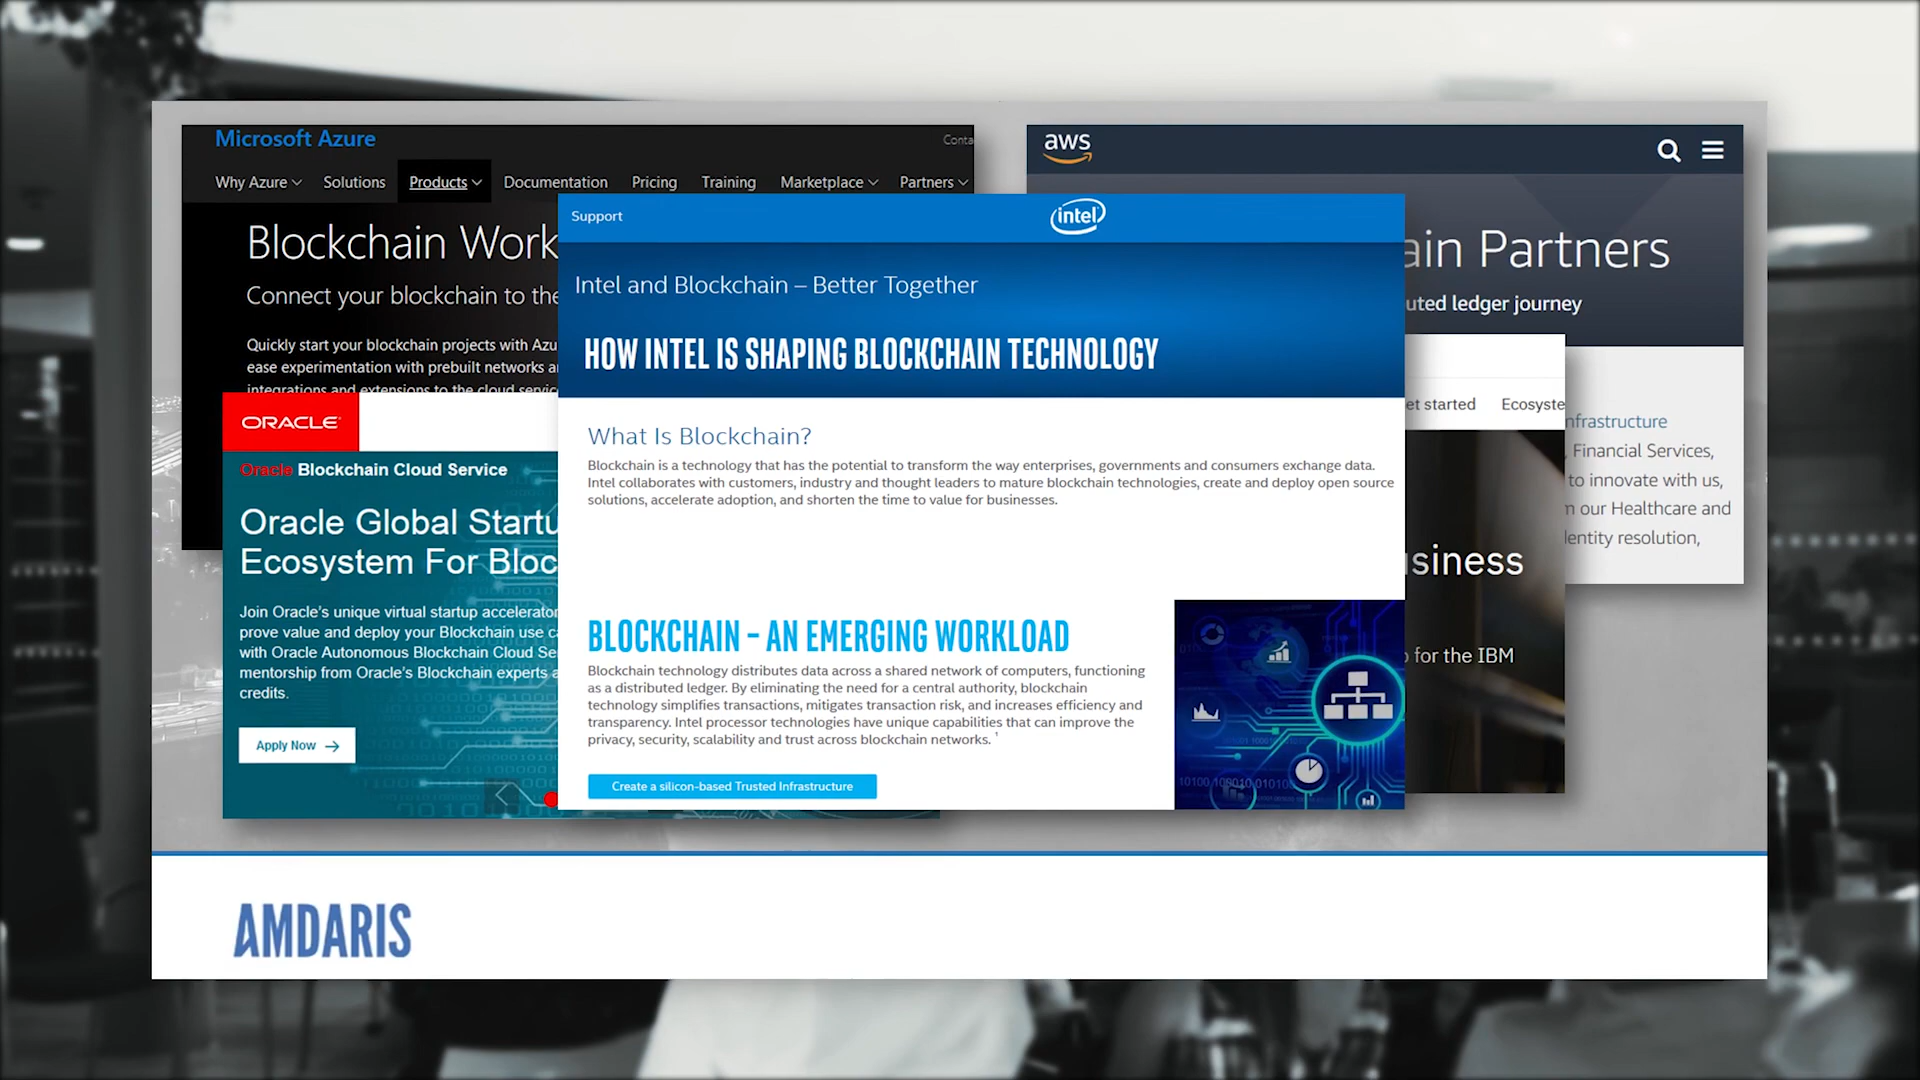 Microsoft Azure
Conta
Why Azure
Solutions
Products
Documentation
Pricing
Training
Marketplace
Partners
Blockchain Work
Connect your blockchain to the
Quickly start your blockchain projects with Azu
ease experimentation with prebuilt networks a
integrations and extensions to the cloud servic
aws
ain Partners
uted ledger journey
nfrastructure
, Financial Services,
to innovate with us,
m our Healthcare and
dentity resolution,
et started
Ecosyste
siness
for the IBM
ORACLE
Oracle Blockchain Cloud Service
Oracle Global Startu
Ecosystem For Bloc
Join Oracle's unique virtual startup accelerator
prove value and deploy your Blockchain use ca
with Oracle Autonomous Blockchain Cloud Se
mentorship from Oracle's Blockchain experts a
credits.
Apply Now
Support
intel
Intel and Blockchain – Better Together
HOW INTEL IS SHAPING BLOCKCHAIN TECHNOLOGY
What Is Blockchain?
Blockchain is a technology that has the potential to transform the way enterprises, governments and consumers exchange data.
Intel collaborates with customers, industry and thought leaders to mature blockchain technologies, create and deploy open source
solutions, accelerate adoption, and shorten the time to value for businesses.
BLOCKCHAIN – AN EMERGING WORKLOAD
Blockchain technology distributes data across a shared network of computers, functioning
as a distributed ledger. By eliminating the need for a central authority, blockchain
technology simplifies transactions, mitigates transaction risk, and increases efficiency and
transparency. Intel processor technologies have unique capabilities that can improve the
privacy, security, scalability and trust across blockchain networks. ¹
Create a silicon-based Trusted Infrastructure
AMDARIS